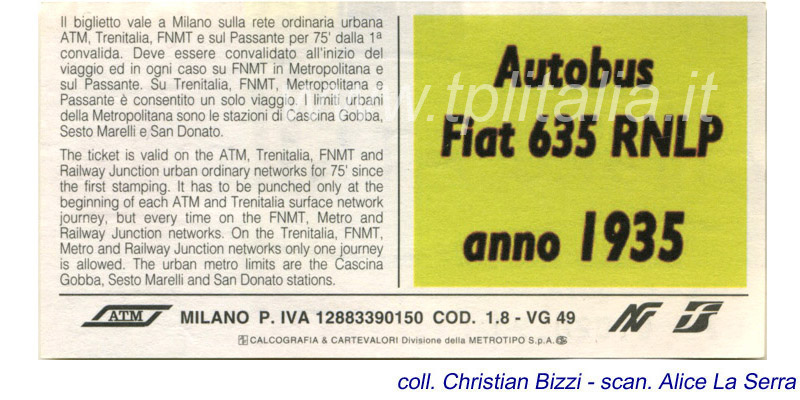 Il biglietto vale a Milano sulla rete ordinaria urbana
ATM, Trenitalia, FNMT e sul Passante per 75' dalla 1ª
convalida. Deve essere convalidato all'inizio del
viaggio ed in ogni caso su FNMT in Metropolitana e
sul Passante. Su Trenitalia, FNMT, Metropolitana e
Passante è consentito un solo viaggio. I limiti urbani
della Metropolitana sono le stazioni di Cascina Gobba,
Sesto Marelli e San Donato.
The ticket is valid on the ATM, Trenitalia, FNMT and
Railway Junction urban ordinary networks for 75' since
the first stamping. It has to be punched only at the
beginning of each ATM and Trenitalia surface network
journey, but every time on the FNMT, Metro and
Railway Junction networks. On the Trenitalia, FNMT,
Metro and Railway Junction networks only one journey
is allowed. The urban metro limits are the Cascina
Gobba, Sesto Marelli and San Donato stations.
www.tplitalia.it
Autobus
Fiat 635 RNLP
anno 1935
ATM MILANO P. IVA 12883390150 COD. 1.8 - VG 49
CALCOGRAFIA & CARTEVALORI Divisione della METROTIPO S.p.A.
coll. Christian Bizzi - scan. Alice La Serra